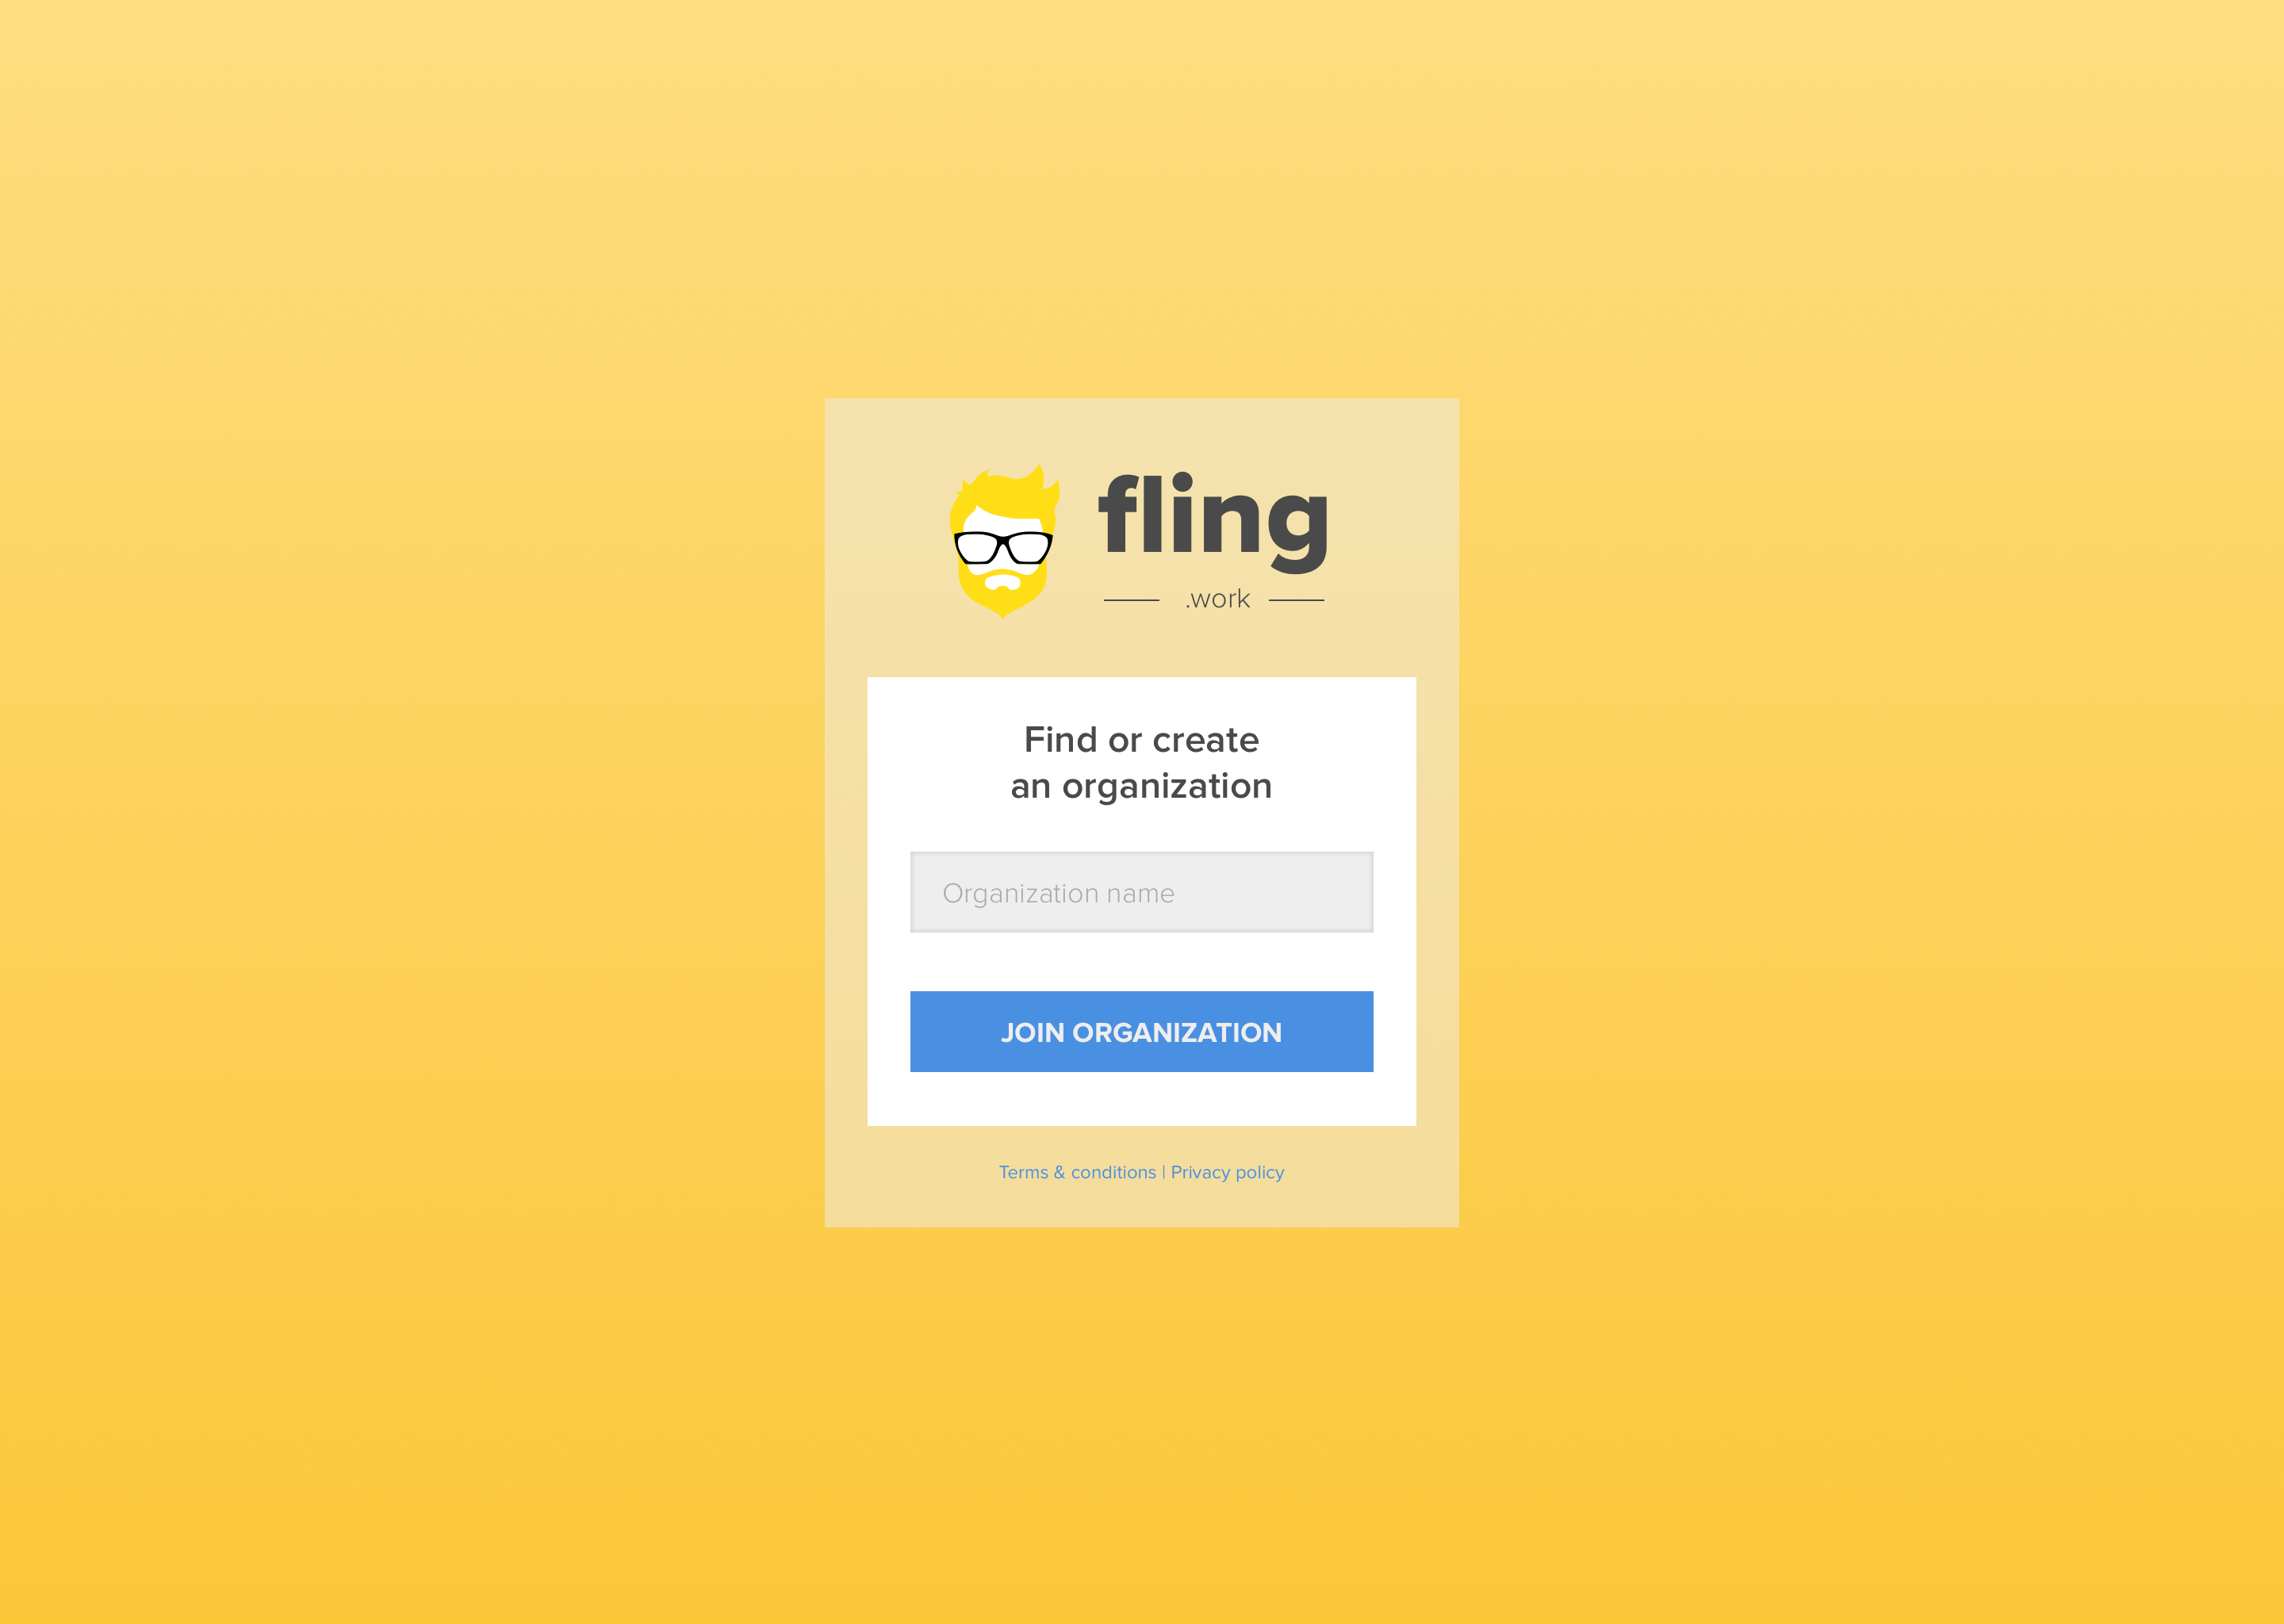 fling
.work
Find or create
an organization
Organization name
JOIN ORGANIZATION
Terms & conditions | Privacy policy